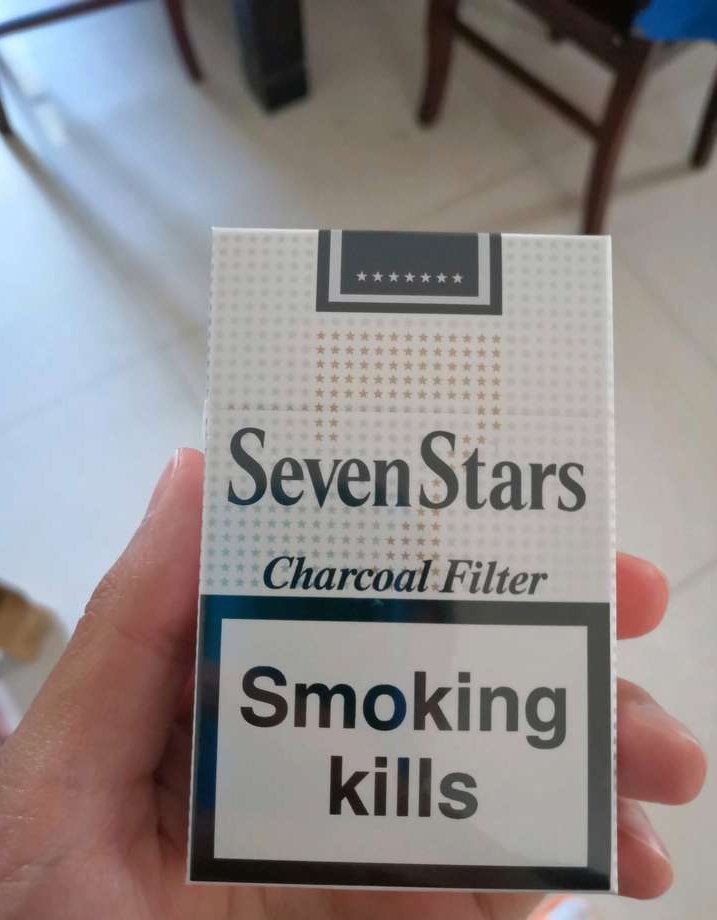 Seven Stars
Charcoal Filter
Smoking
kills